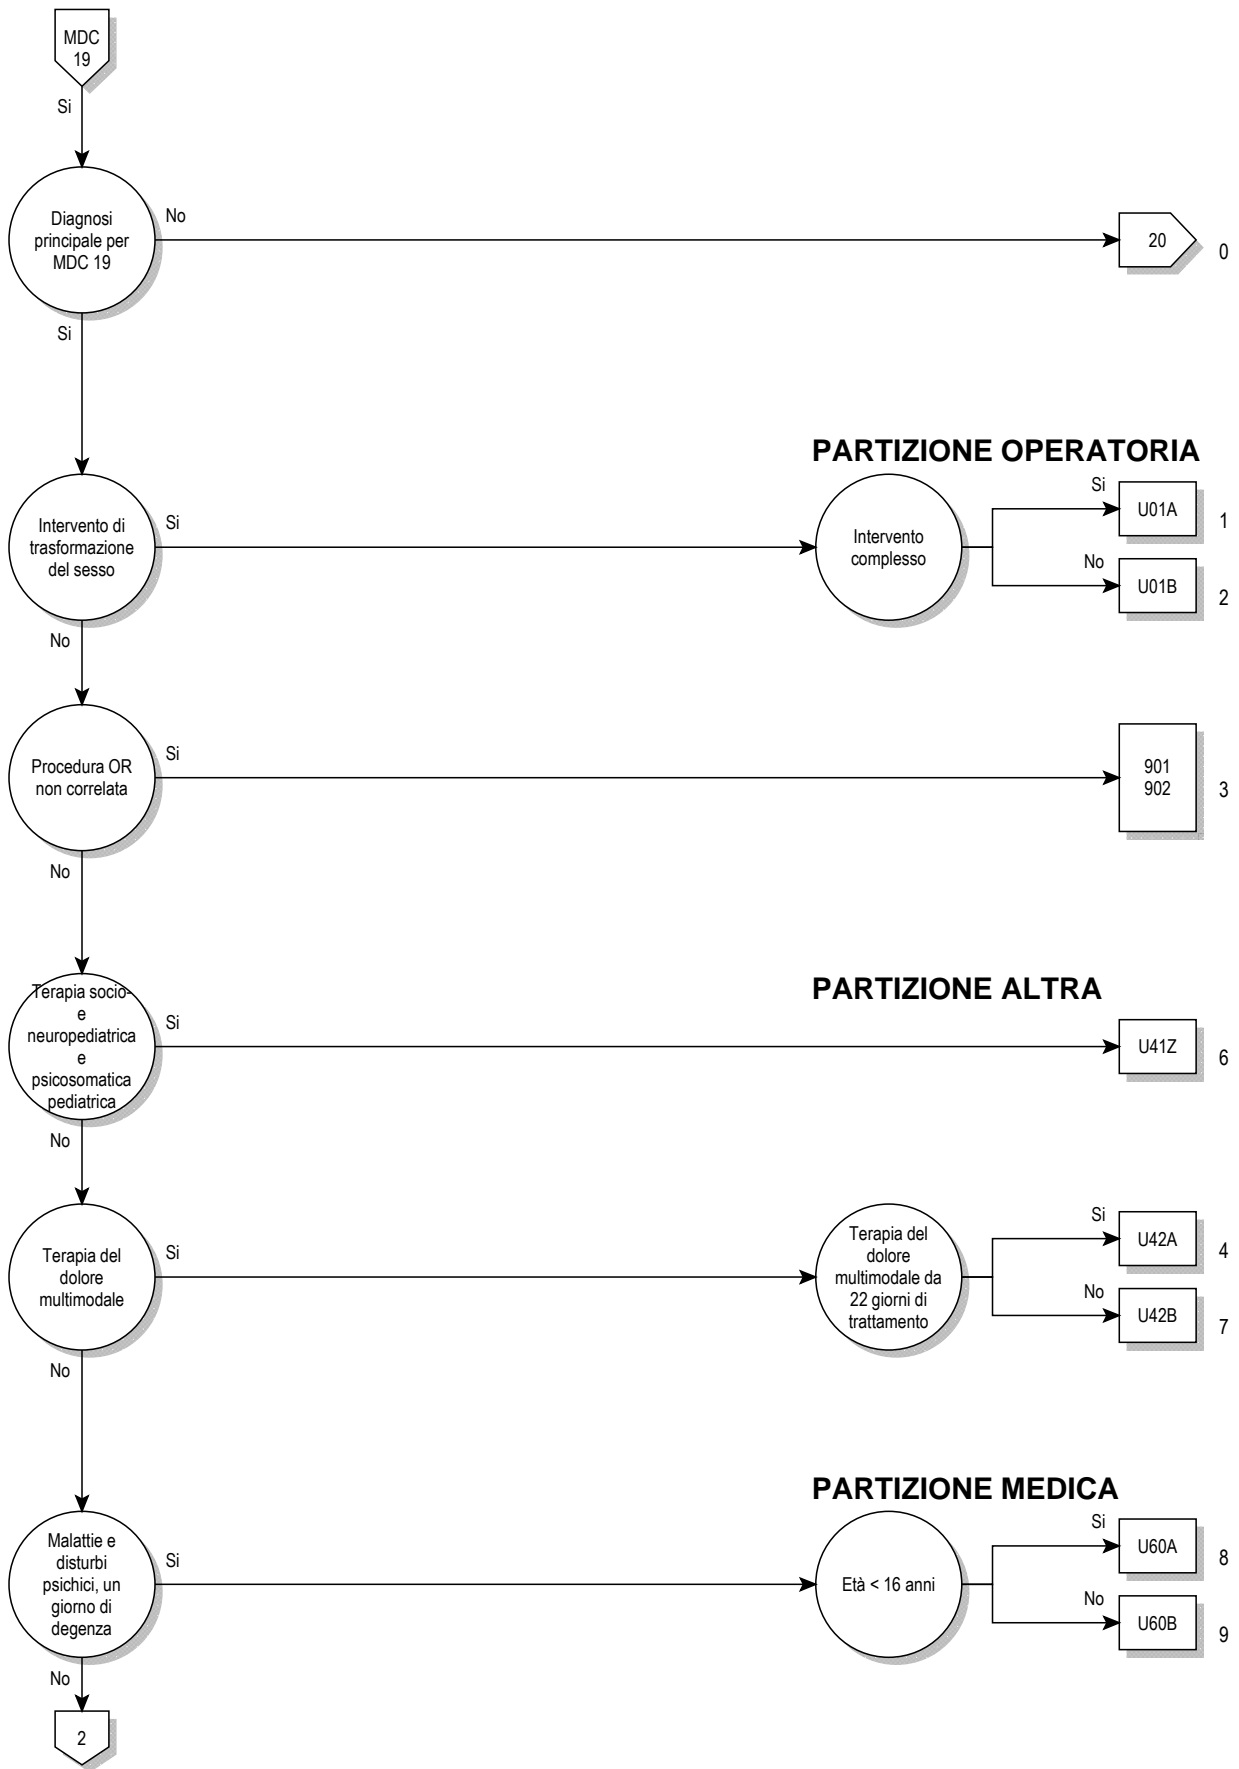 MDC
19
Si
Diagnosi
principale per
MDC 19
No
20
0
Si
PARTIZIONE OPERATORIA
Intervento di
trasformazione
del sesso
Si
Intervento
complesso
Si
U01A
1
No
U01B
2
No
Procedura OR
non correlata
Si
901
902
3
No
PARTIZIONE ALTRA
Terapia socio-
e
neuropediatrica
e
psicosomatica
pediatrica
Si
U41Z
6
No
Terapia del
dolore
multimodale
Si
Terapia del
dolore
multimodale da
22 giorni di
trattamento
Si
U42A
4
No
U42B
7
No
PARTIZIONE MEDICA
Malattie e
disturbi
psichici, un
giorno di
degenza
Si
Età < 16 anni
Si
U60A
8
No
U60B
9
No
2